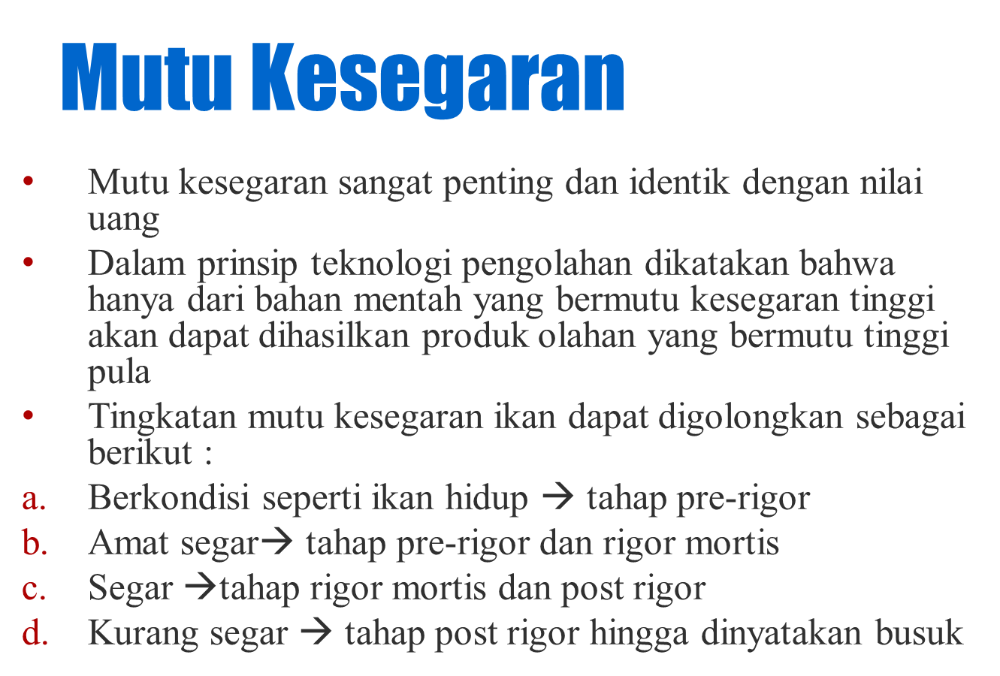 Mutu Kesegaran
• Mutu kesegaran sangat penting dan identik dengan nilai
uang
• Dalam prinsip teknologi pengolahan dikatakan bahwa
hanya dari bahan mentah yang bermutu kesegaran tinggi
akan dapat dihasilkan produk olahan yang bermutu tinggi
pula
• Tingkatan mutu kesegaran ikan dapat digolongkan sebagai
berikut :
a. Berkondisi seperti ikan hidup → tahap pre-rigor
b. Amat segar→ tahap pre-rigor dan rigor mortis
c. Segar →tahap rigor mortis dan post rigor
d. Kurang segar → tahap post rigor hingga dinyatakan busuk